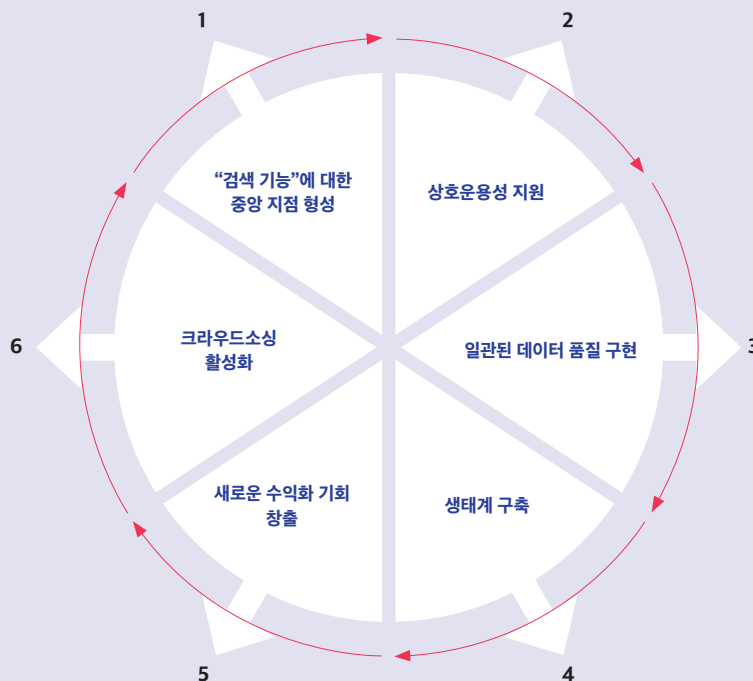 1
2
“검색 기능”에 대한
중앙 지점 형성
상호운용성 지원
6
크라우드소싱
활성화
일관된 데이터 품질 구현
3
새로운 수익화 기회
창출
생태계 구축
5
4